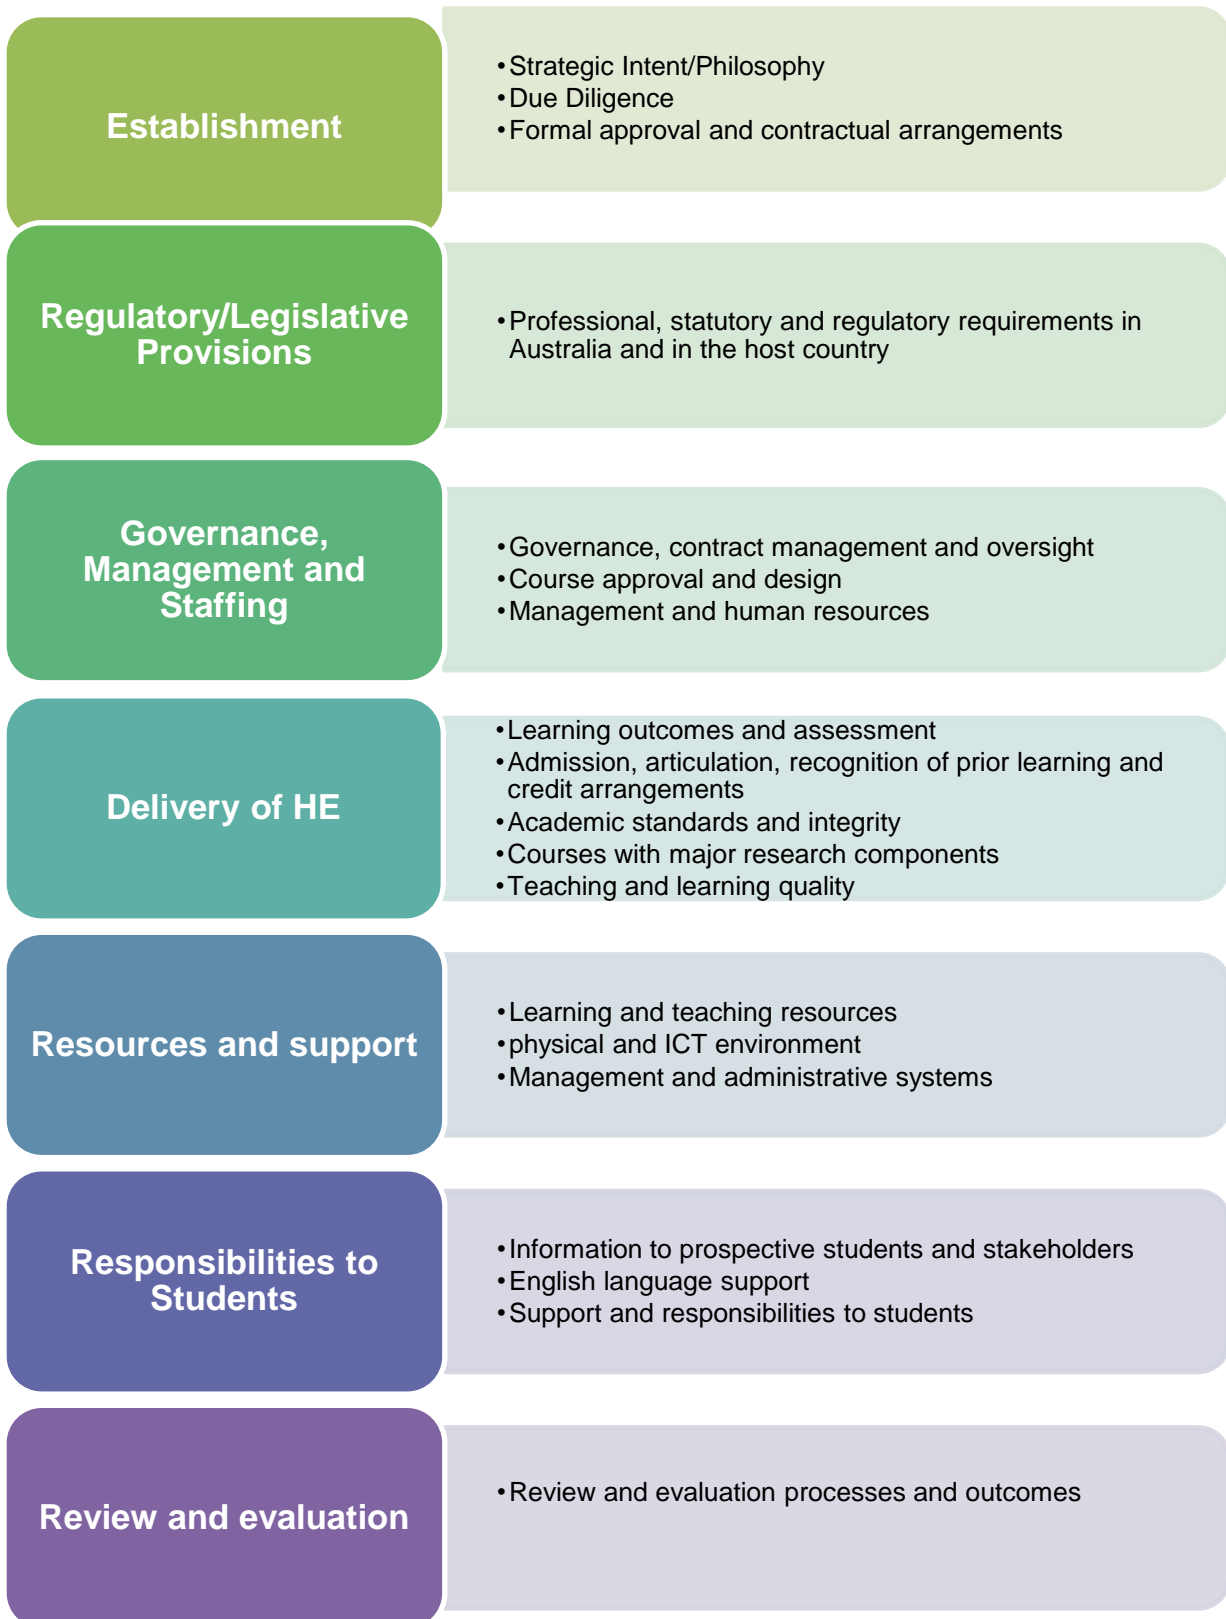 Establishment
•Strategic Intent/Philosophy
•Due Diligence
•Formal approval and contractual arrangements
Regulatory/Legislative
Provisions
•Professional, statutory and regulatory requirements in
Australia and in the host country
Governance,
Management and
Staffing
•Governance, contract management and oversight
•Course approval and design
•Management and human resources
Delivery of HE
•Learning outcomes and assessment
•Admission, articulation, recognition of prior learning and
credit arrangements
•Academic standards and integrity
•Courses with major research components
•Teaching and learning quality
Resources and support
•Learning and teaching resources
•physical and ICT environment
•Management and administrative systems
Responsibilities to
Students
•Information to prospective students and stakeholders
•English language support
•Support and responsibilities to students
Review and evaluation
•Review and evaluation processes and outcomes